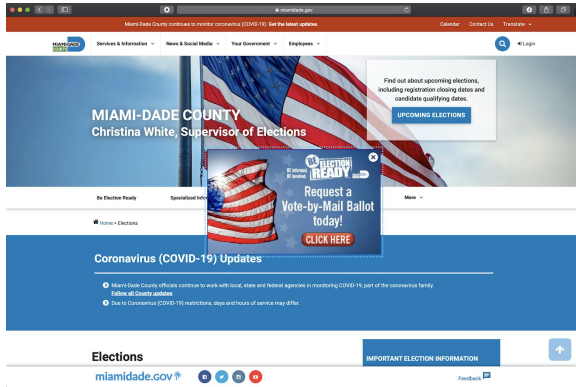 miamidade.gov
Miami-Dade County continues to monitor coronavirus (COVID-19). Get the latest updates.
Calendar Contact Us Translate
MIAMI-DADE
COUNTY
Services & Information
News & Social Media
Your Government
Employees
Login
Find out about upcoming elections,
including registration closing dates and
candidate qualifying dates.
UPCOMING ELECTIONS
MIAMI-DADE COUNTY
Christina White, Supervisor of Elections
BE ELECTION
READY
BE informed.
BE involved.
Request a
Vote-by-Mail Ballot
today!
CLICK HERE
Be Election Ready
Specialized
More
Home > Elections
Coronavirus (COVID-19) Updates
Miami-Dade County officials continue to work with local, state and federal agencies in monitoring COVID-19, part of the coronavirus family.
Follow all County updates
Due to Coronavirus (COVID-19) restrictions, days and hours of service may differ.
Elections
IMPORTANT ELECTION INFORMATION
miamidade.gov
Feedback